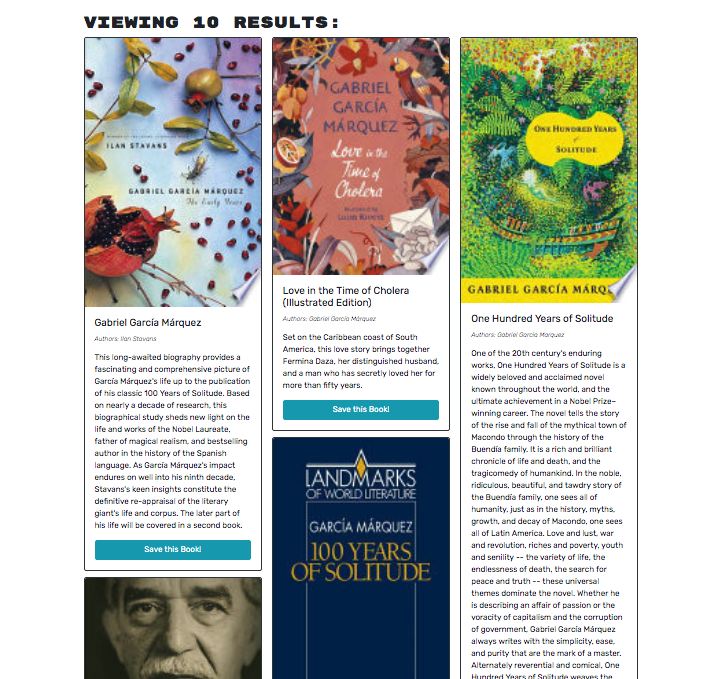 VIEWING 10 RESULTS:
ILAN STAVANS
GABRIEL GARCÍA MÁRQUEZ
The Early Years
Gabriel García Márquez
Authors: Ilan Stavans
This long-awaited biography provides a
fascinating and comprehensive picture of
García Márquez's life up to the publication
of his classic 100 Years of Solitude. Based
on nearly a decade of research, this
biographical study sheds new light on the
life and works of the Nobel Laureate,
father of magical realism, and bestselling
author in the history of the Spanish
language. As García Márquez's impact
endures on well into his ninth decade,
Stavans's keen insights constitute the
definitive re-appraisal of the literary
giant's life and corpus. The later part of
his life will be covered in a second book.
Save this Book!
GABRIEL
GARCÍA
MÁRQUEZ
Love in the
Time of
Cholera
Love in the Time of Cholera
(Illustrated Edition)
Authors: Gabriel García Márquez
Set on the Caribbean coast of South
America, this love story brings together
Fermina Daza, her distinguished husband,
and a man who has secretly loved her for
more than fifty years.
Save this Book!
LANDMARKS
OF WORLD LITERATURE
GARCÍA MÁRQUEZ
100 YEARS
OF SOLITUDE
ONE HUNDRED YEARS
of
SOLITUDE
GABRIEL GARCÍA MÁRQ
One Hundred Years of Solitude
Authors: Gabriel Garcia Marquez
One of the 20th century's enduring
works, One Hundred Years of Solitude is a
widely beloved and acclaimed novel
known throughout the world, and the
ultimate achievement in a Nobel Prize–
winning career. The novel tells the story
of the rise and fall of the mythical town of
Macondo through the history of the
Buendía family. It is a rich and brilliant
chronicle of life and death, and the
tragicomedy of humankind. In the noble,
ridiculous, beautiful, and tawdry story of
the Buendía family, one sees all of
humanity, just as in the history, myths,
growth, and decay of Macondo, one sees
all of Latin America. Love and lust, war
and revolution, riches and poverty, youth
and senility -- the variety of life, the
endlessness of death, the search for
peace and truth -- these universal
themes dominate the novel. Whether he
is describing an affair of passion or the
voracity of capitalism and the corruption
of government, Gabriel García Márquez
always writes with the simplicity, ease,
and purity that are the mark of a master.
Alternately reverential and comical, One
Hundred Years of Solitude weaves the